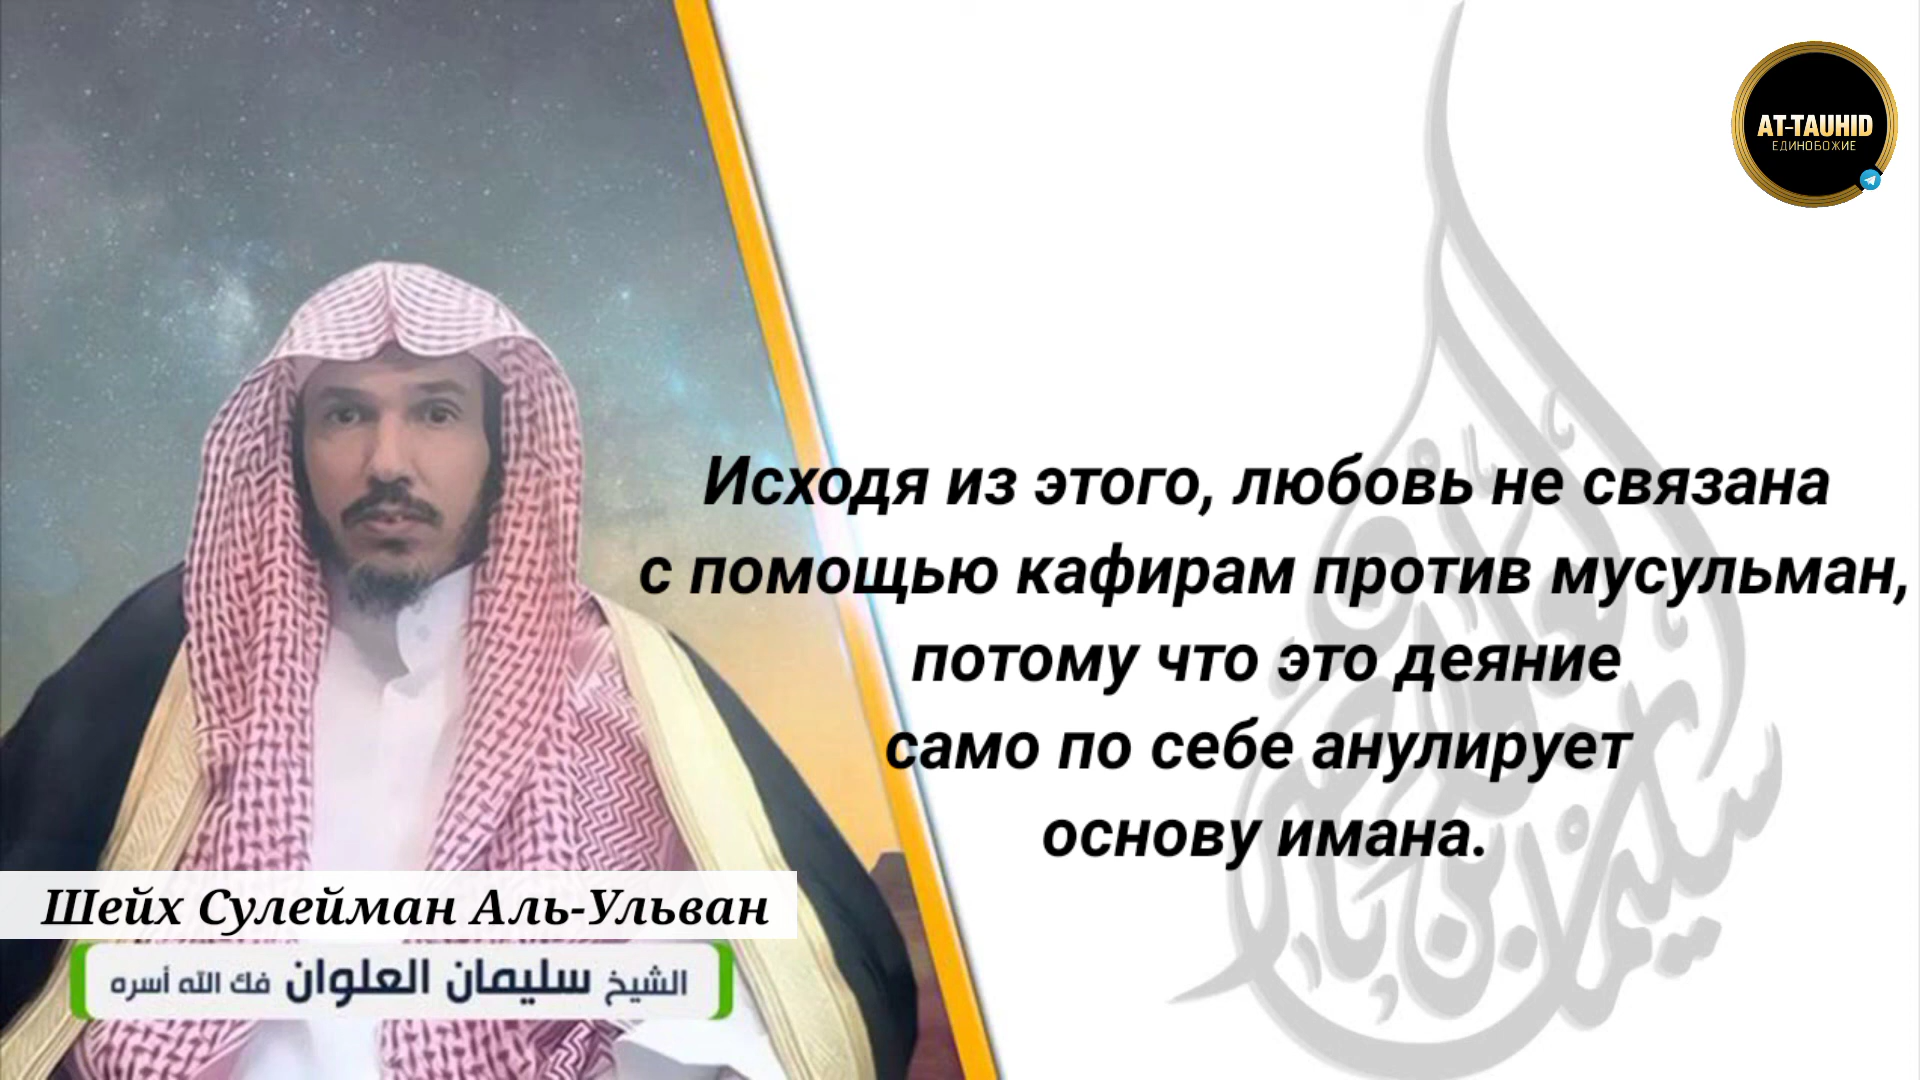 AT-TAUHID
ЕДИНОБОЖИЕ
Исходя из этого, любовь не связана
с помощью кафирам против мусульман,
потому что это деяние
само по себе анулирует
основу имана.
Шейх Сулейман Аль-Ульван
الشيخ سليمان العلوان فك الله أسره